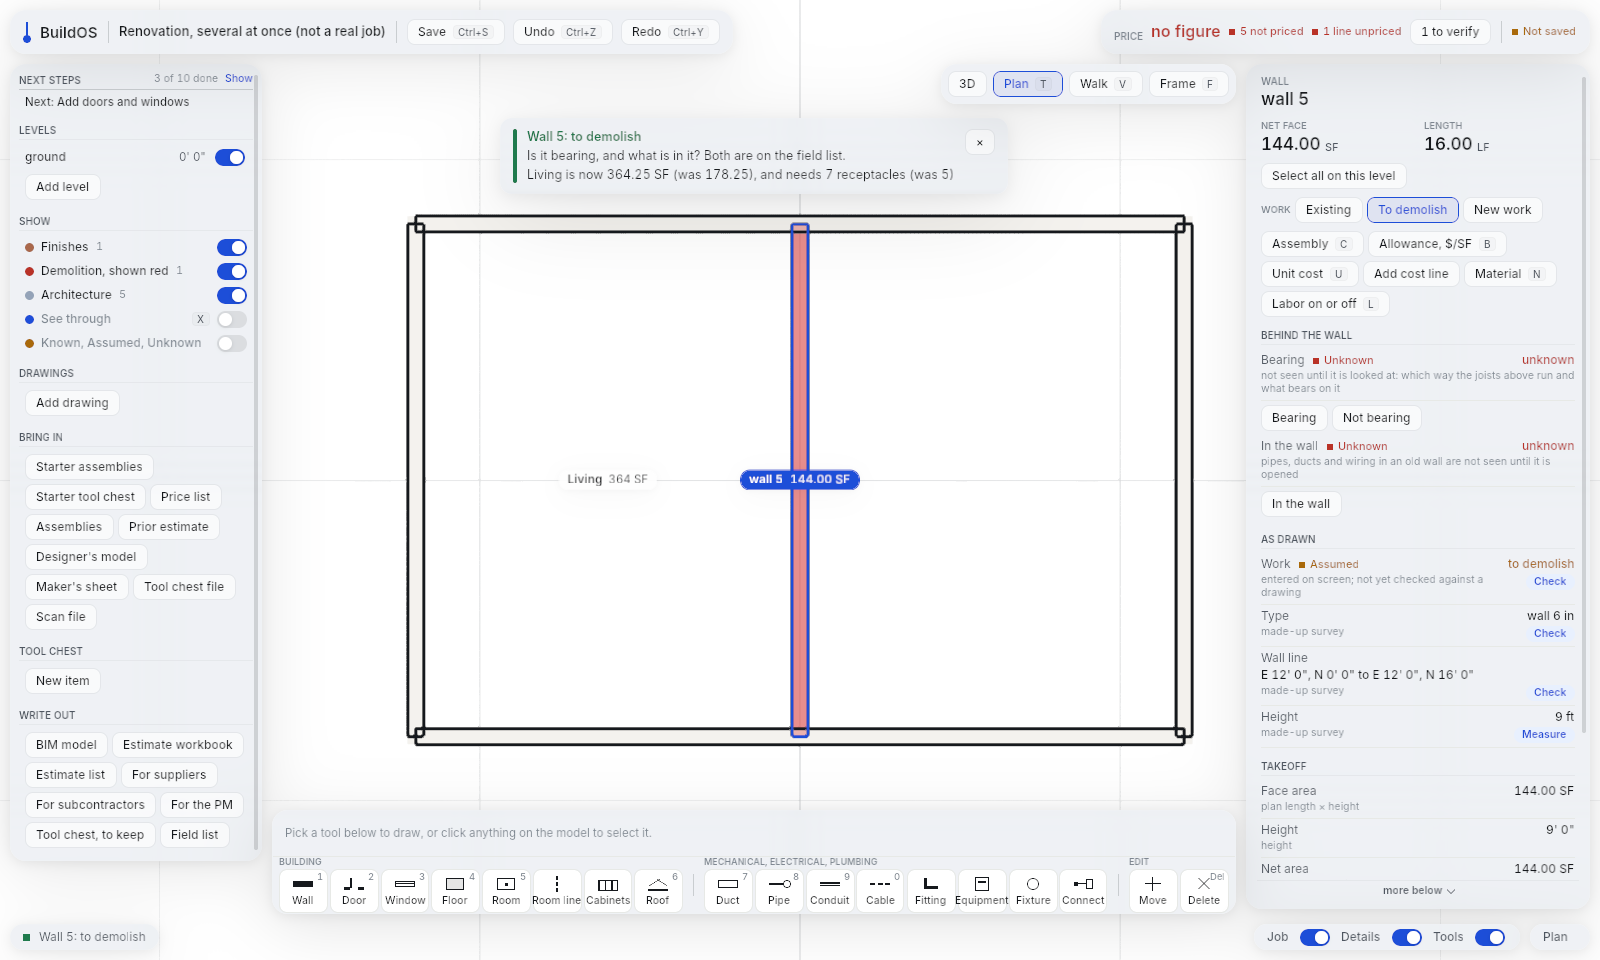 BuildOS
Renovation, several at once (not a real job)
Save Ctrl+S
Undo Ctrl+Z
Redo Ctrl+Y
PRICE no figure
5 not priced
1 line unpriced
1 to verify
Not saved
NEXT STEPS 3 of 10 done Show
Next: Add doors and windows
LEVELS
ground 0' 0"
Add level
SHOW
Finishes 1
Demolition, shown red 1
Architecture 5
See through X
Known, Assumed, Unknown
DRAWINGS
Add drawing
BRING IN
Starter assemblies
Starter tool chest Price list
Assemblies Prior estimate
Designer's model
Maker's sheet Tool chest file
Scan file
TOOL CHEST
New item
WRITE OUT
BIM model Estimate workbook
Estimate list For suppliers
For subcontractors For the PM
Tool chest, to keep Field list
Wall 5: to demolish
3D
Plan T
Walk V
Frame F
Wall 5: to demolish
×
Is it bearing, and what is in it? Both are on the field list.
Living is now 364.25 SF (was 178.25), and needs 7 receptacles (was 5)
Living 364 SF
wall 5 144.00 SF
Pick a tool below to draw, or click anything on the model to select it.
BUILDING
Wall 1
Door 2
Window 3
Floor 4
Room 5
Room line
Cabinets
Roof 6
MECHANICAL, ELECTRICAL, PLUMBING
Duct 7
Pipe 8
Conduit 9
Cable 0
Fitting
Equipment
Fixture
Connect
EDIT
Move
Delete Del
WALL
wall 5
NET FACE LENGTH
144.00 SF 16.00 LF
Select all on this level
WORK Existing To demolish New work
Assembly C Allowance, $/SF B
Unit cost U Add cost line Material N
Labor on or off L
BEHIND THE WALL
Bearing Unknown unknown
not seen until it is looked at: which way the joists above run and
what bears on it
Bearing Not bearing
In the wall Unknown unknown
pipes, ducts and wiring in an old wall are not seen until it is
opened
In the wall
AS DRAWN
Work Assumed to demolish
entered on screen; not yet checked against a
drawing
Check
Type wall 6 in
made-up survey Check
Wall line
E 12' 0", N 0' 0" to E 12' 0", N 16' 0"
made-up survey Check
Height 9 ft
made-up survey Measure
TAKEOFF
Face area 144.00 SF
plan length × height
Height 9' 0"
height
Net area 144.00 SF
more below
Job Details Tools Plan